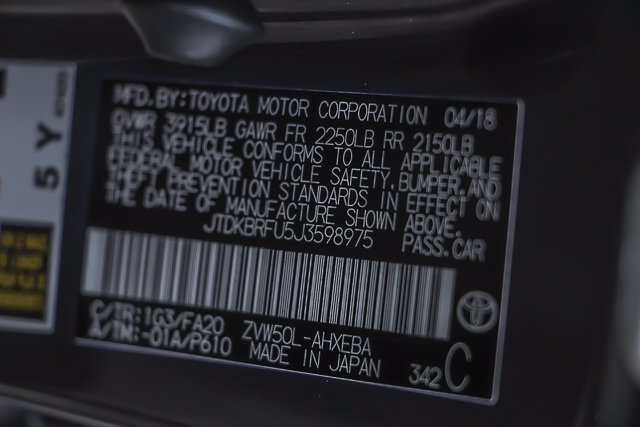 MFD. BY: TOYOTA MOTOR CORPORATION 04/18
GVWR 3915LB GAWR FR 2250LB RR 2150LB
THIS VEHICLE CONFORMS TO ALL APPLICABLE
FEDERAL MOTOR VEHICLE SAFETY, BUMPER, AND
THEFT PREVENTION STANDARDS IN EFFECT ON
THE DATE OF MANUFACTURE SHOWN ABOVE.
JTDKBRFU5J3598975 PASS. CAR
C/TR: 1G3/FA20 ZVW50L-AHXEBA
A/TM: -01A/P610 MADE IN JAPAN 342 C
5 Y